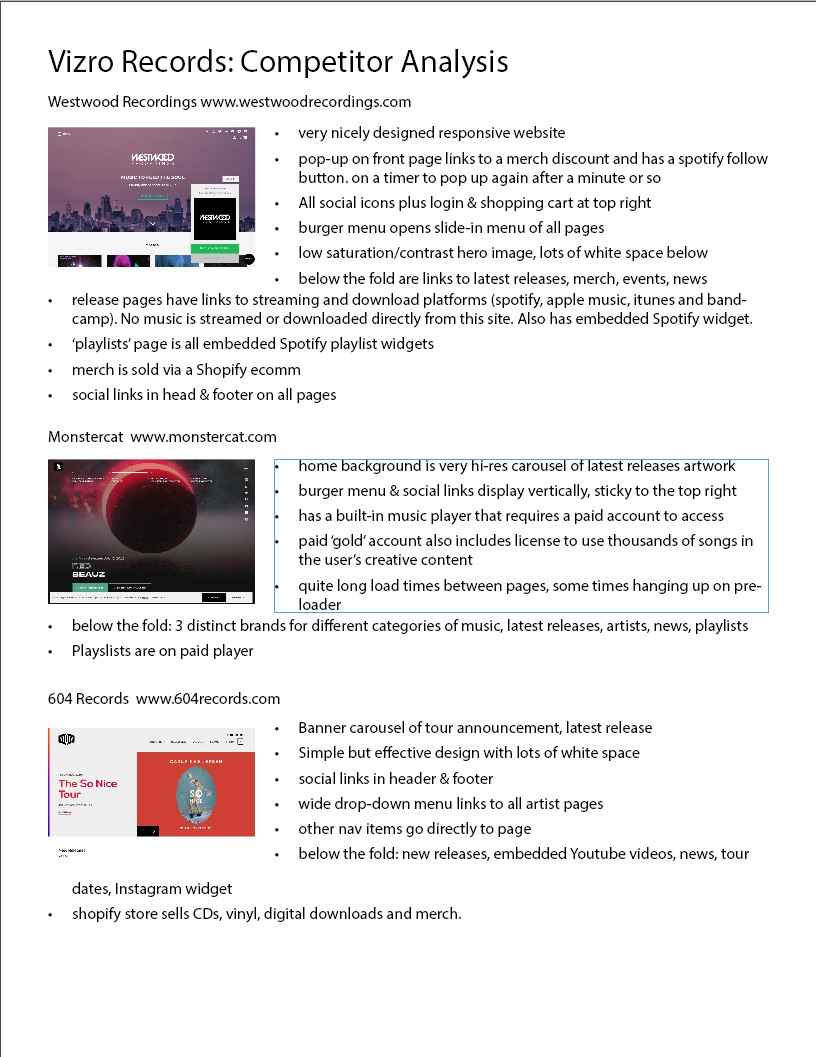 Vizro Records: Competitor Analysis
Westwood Recordings www.westwoodrecordings.com
WESTWOOD
RECORDINGS
MUSIC TO FEED THE SOUL
MUSIC
WESTWOOD
• very nicely designed responsive website
• pop-up on front page links to a merch discount and has a spotify follow
button. on a timer to pop up again after a minute or so
• All social icons plus login & shopping cart at top right
• burger menu opens slide-in menu of all pages
• low saturation/contrast hero image, lots of white space below
• below the fold are links to latest releases, merch, events, news
• release pages have links to streaming and download platforms (spotify, apple music, itunes and band-
camp). No music is streamed or downloaded directly from this site. Also has embedded Spotify widget.
• ‘playlists’ page is all embedded Spotify playlist widgets
• merch is sold via a Shopify ecomm
• social links in head & footer on all pages
Monstercat www.monstercat.com
BEAUZ
• home background is very hi-res carousel of latest releases artwork
• burger menu & social links display vertically, sticky to the top right
• has a built-in music player that requires a paid account to access
• paid ‘gold’ account also includes license to use thousands of songs in
the user’s creative content
• quite long load times between pages, some times hanging up on pre-
loader
• below the fold: 3 distinct brands for different categories of music, latest releases, artists, news, playlists
• Playslists are on paid player
604 Records www.604records.com
CARLY RAE JEPSEN
The So Nice
Tour
SO
NICE
New Releases
• Banner carousel of tour announcement, latest release
• Simple but effective design with lots of white space
• social links in header & footer
• wide drop-down menu links to all artist pages
• other nav items go directly to page
• below the fold: new releases, embedded Youtube videos, news, tour
dates, Instagram widget
• shopify store sells CDs, vinyl, digital downloads and merch.